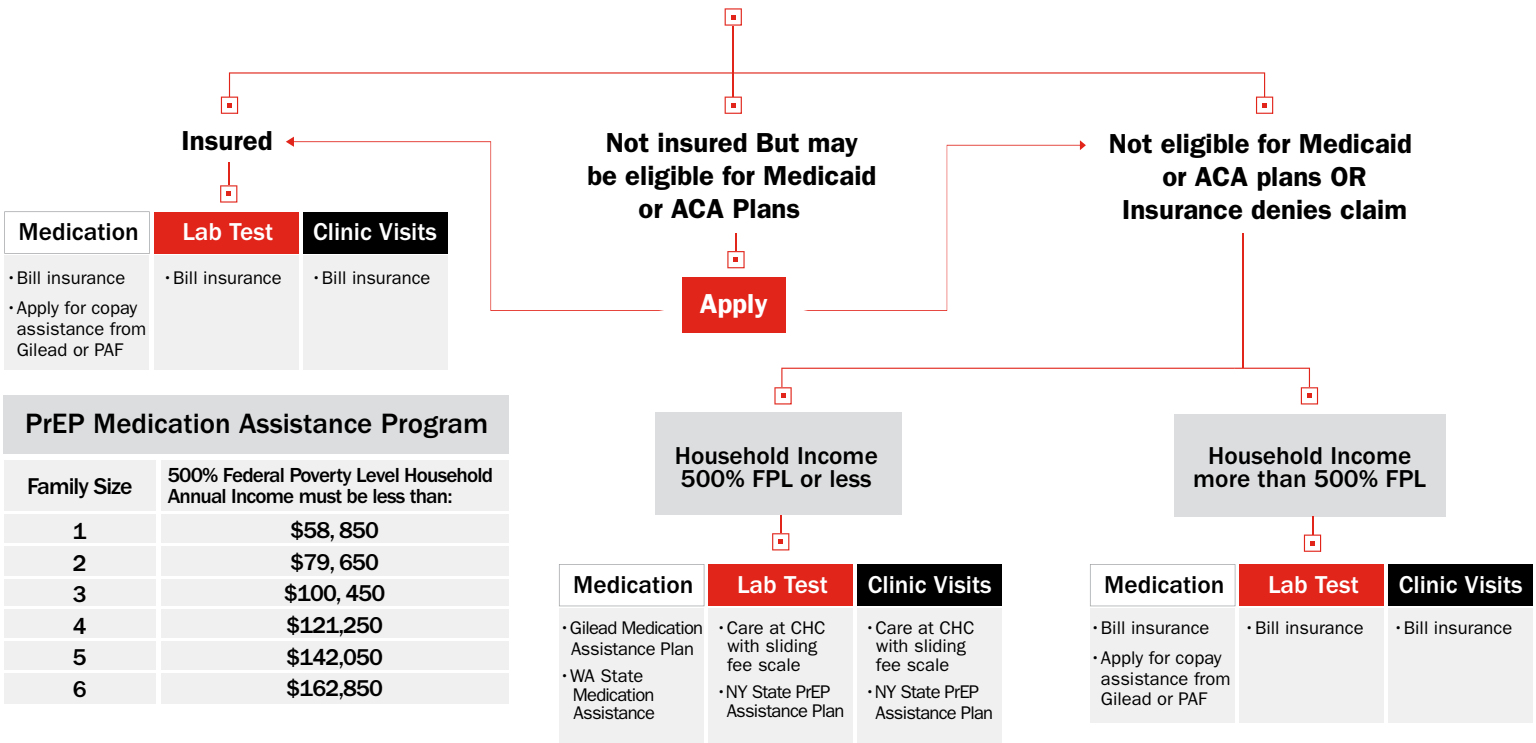 Insured
Not insured But may
be eligible for Medicaid
or ACA Plans
Not eligible for Medicaid
or ACA plans OR
Insurance denies claim
Medication
Lab Test
Clinic Visits
· Bill insurance
· Apply for copay
assistance from
Gilead or PAF
· Bill insurance
· Bill insurance
Apply
PrEP Medication Assistance Program
Family Size
500% Federal Poverty Level Household
Annual Income must be less than:
1
$58, 850
2
$79, 650
3
$100, 450
4
$121,250
5
$142,050
6
$162,850
Household Income
500% FPL or less
Household Income
more than 500% FPL
Medication
Lab Test
Clinic Visits
· Gilead Medication
Assistance Plan
· WA State
Medication
Assistance
· Care at CHC
with sliding
fee scale
· NY State PrEP
Assistance Plan
· Care at CHC
with sliding
fee scale
· NY State PrEP
Assistance Plan
Medication
Lab Test
Clinic Visits
· Bill insurance
· Apply for copay
assistance from
Gilead or PAF
· Bill insurance
· Bill insurance